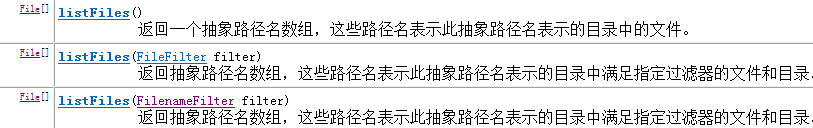 File[] listFiles()
返回一个抽象路径名数组，这些路径名表示此抽象路径名表示的目录中的文件。
File[] listFiles(FileFilter filter)
返回抽象路径名数组，这些路径名表示此抽象路径名表示的目录中满足指定过滤器的文件和目录.
File[] listFiles(FilenameFilter filter)
返回抽象路径名数组，这些路径名表示此抽象路径名表示的目录中满足指定过滤器的文件和目录.